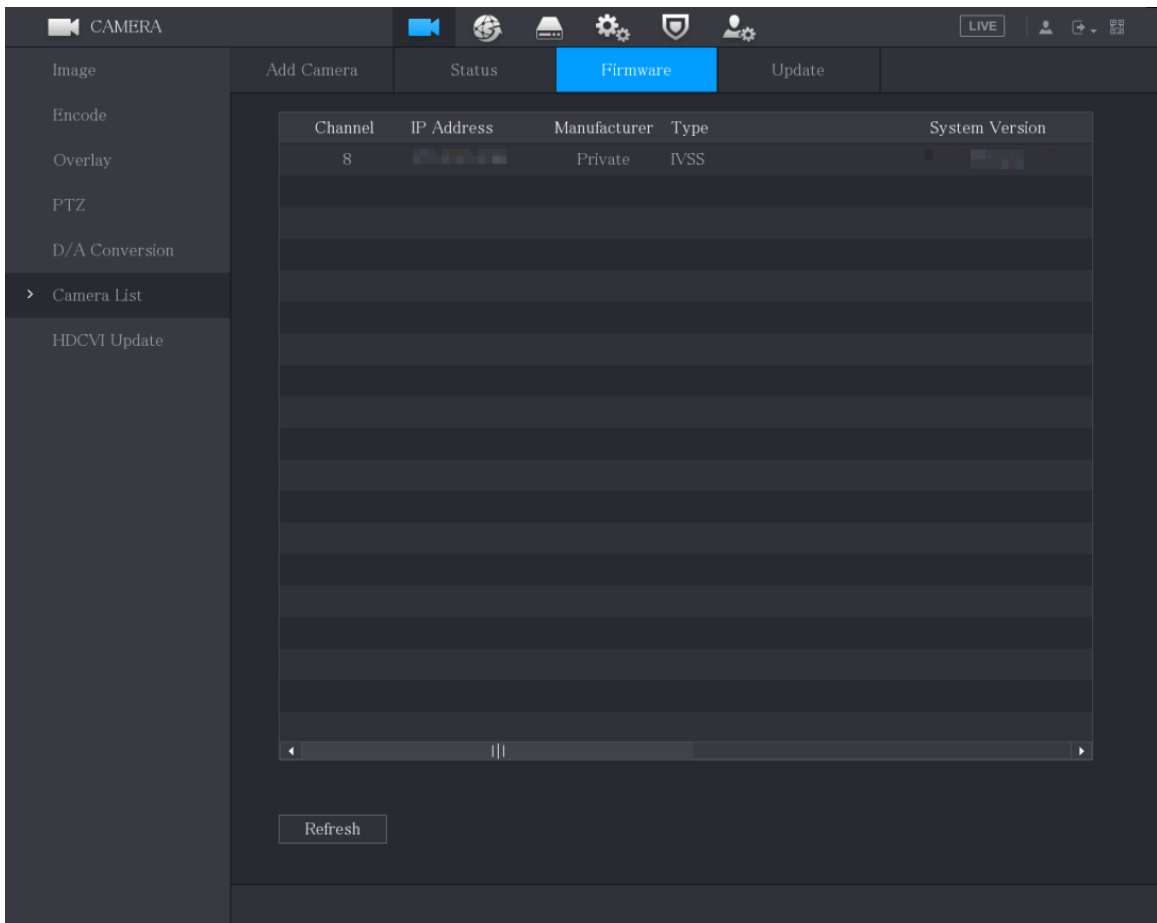 CAMERA LIVE
Image
Encode
Overlay
PTZ
D/A Conversion
Camera List
HDCVI Update
Add Camera Status Firmware Update
Channel IP Address Manufacturer Type System Version
8 Private IVSS
Refresh